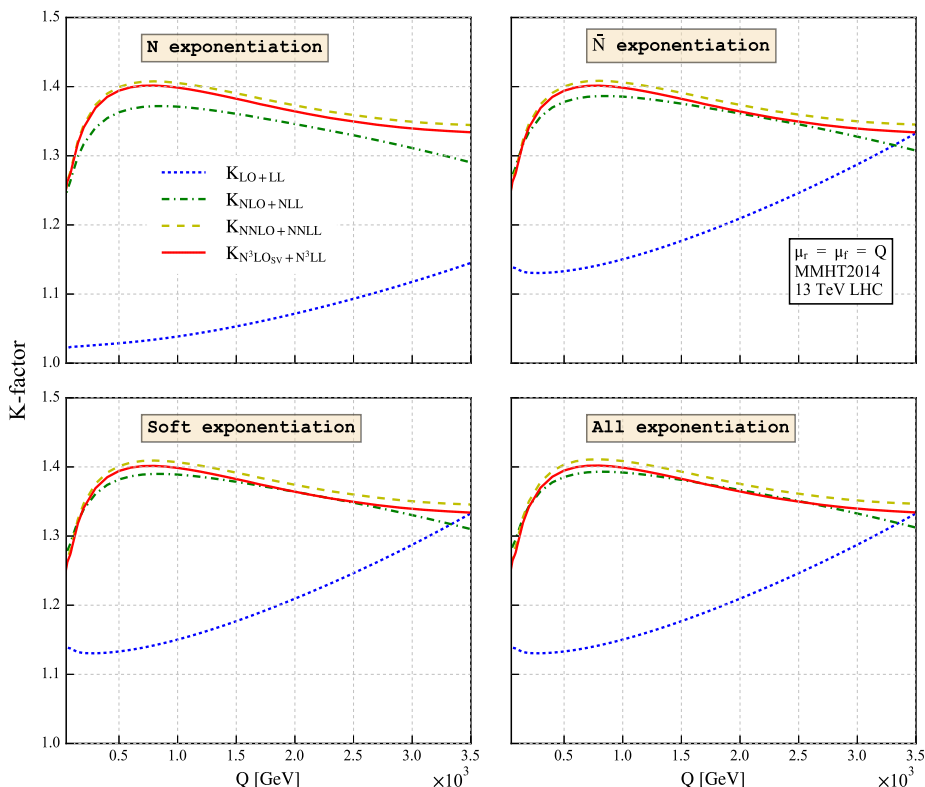 N exponentiation
N̄ exponentiation
1.5
1.4
1.3
1.2
1.1
1.0
K_LO+LL
K_NLO+NLL
K_NNLO+NNLL
K_N³LO_SV+N³LL
μ_r = μ_f = Q
MMHT2014
13 TeV LHC
K-factor
Soft exponentiation
All exponentiation
1.5
1.4
1.3
1.2
1.1
1.0
0.5 1.0 1.5 2.0 2.5 3.0 3.5
0.5 1.0 1.5 2.0 2.5 3.0 3.5
Q [GeV]
×10³
Q [GeV]
×10³